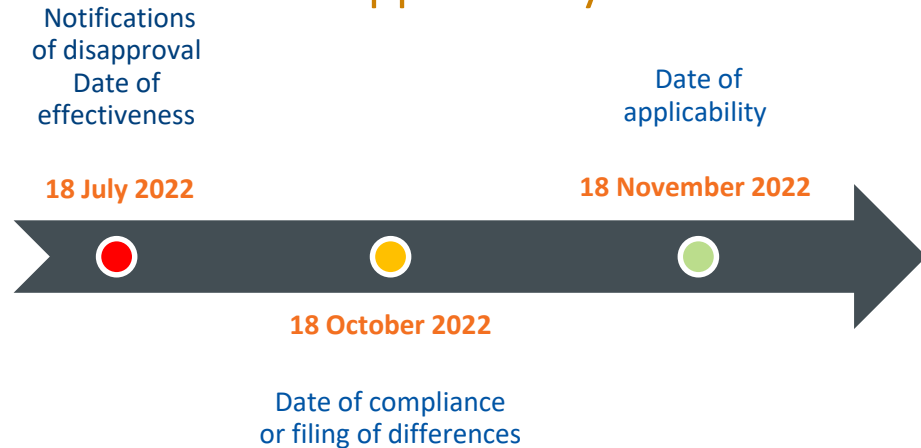 Notifications
of disapproval
Date of
effectiveness
Date of
applicability
18 July 2022
18 November 2022
18 October 2022
Date of compliance
or filing of differences